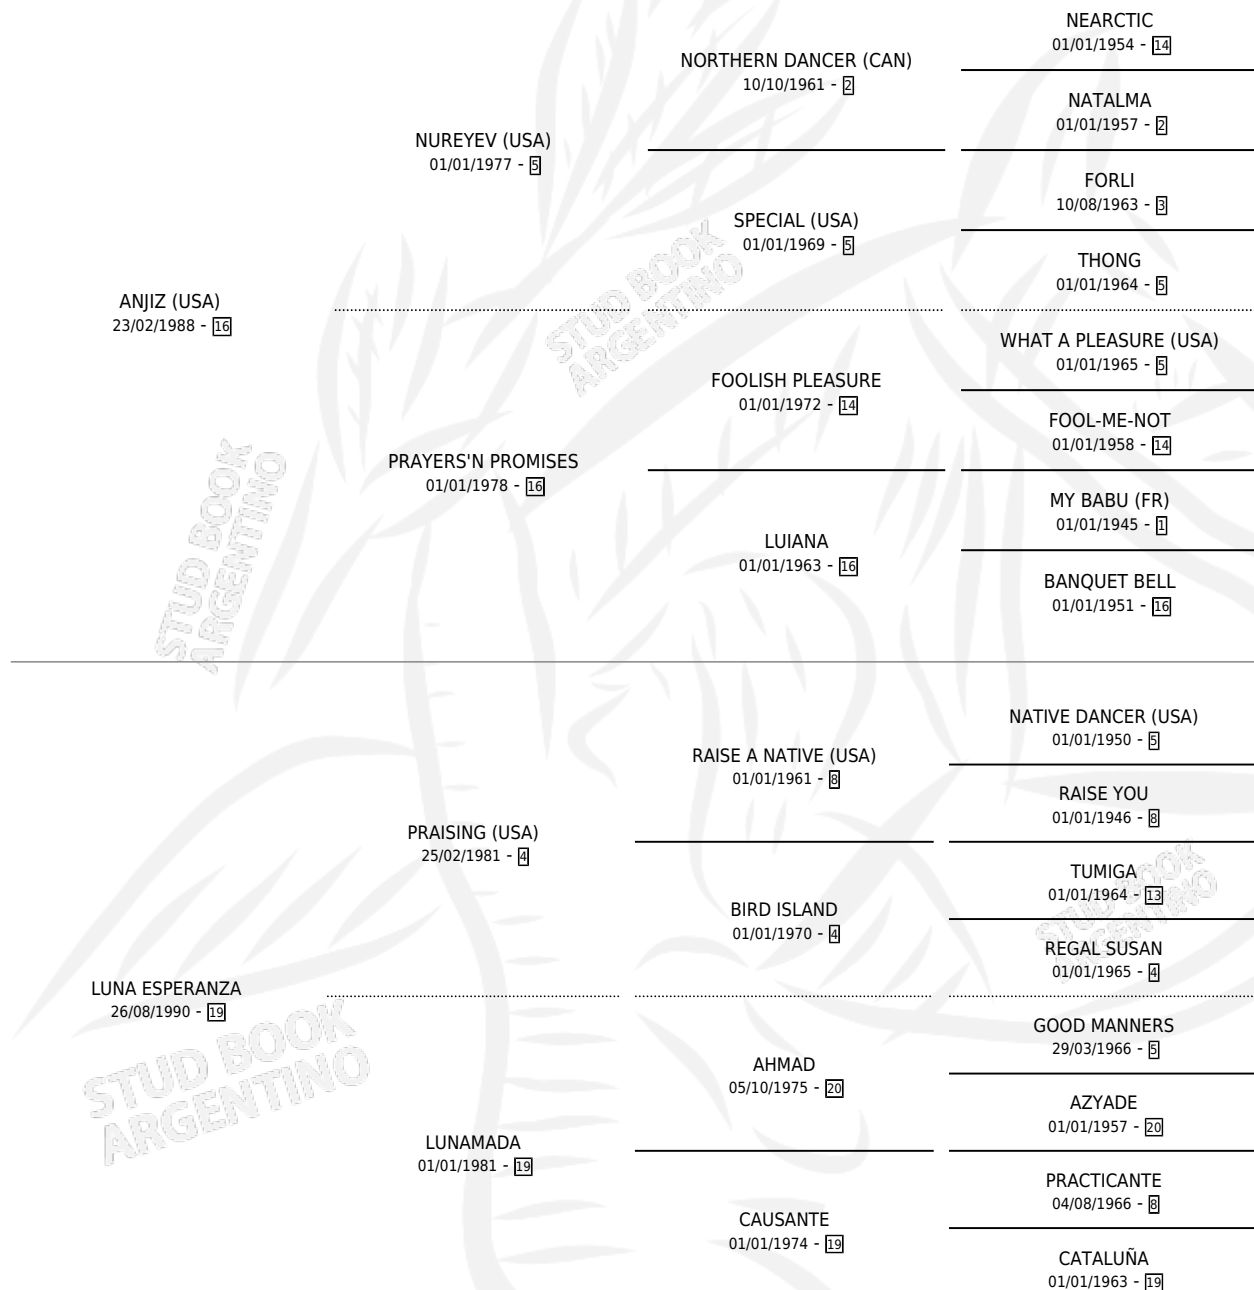 NEARCTIC
01/01/1954 - 14
NORTHERN DANCER (CAN)
10/10/1961 - 2
NATALMA
01/01/1957 - 2
NUREYEV (USA)
01/01/1977 - 5
FORLI
10/08/1963 - 3
SPECIAL (USA)
01/01/1969 - 5
THONG
01/01/1964 - 5
ANJIZ (USA)
23/02/1988 - 16
WHAT A PLEASURE (USA)
01/01/1965 - 5
FOOLISH PLEASURE
01/01/1972 - 14
FOOL-ME-NOT
01/01/1958 - 14
PRAYERS'N PROMISES
01/01/1978 - 16
MY BABU (FR)
01/01/1945 - 1
LUIANA
01/01/1963 - 16
BANQUET BELL
01/01/1951 - 16
NATIVE DANCER (USA)
01/01/1950 - 5
RAISE A NATIVE (USA)
01/01/1961 - 8
RAISE YOU
01/01/1946 - 8
PRAISING (USA)
25/02/1981 - 4
TUMIGA
01/01/1964 - 13
BIRD ISLAND
01/01/1970 - 4
REGAL SUSAN
01/01/1965 - 4
LUNA ESPERANZA
26/08/1990 - 19
GOOD MANNERS
29/03/1966 - 5
AHMAD
05/10/1975 - 20
AZYADE
01/01/1957 - 20
LUNAMADA
01/01/1981 - 19
PRACTICANTE
04/08/1966 - 8
CAUSANTE
01/01/1974 - 19
CATALUÑA
01/01/1963 - 19
STUD BOOK
ARGENTINO
STUD BOOK
ARGENTINO
STUD BOOK
ARGENTINO
STUD BOOK
ARGENTINO